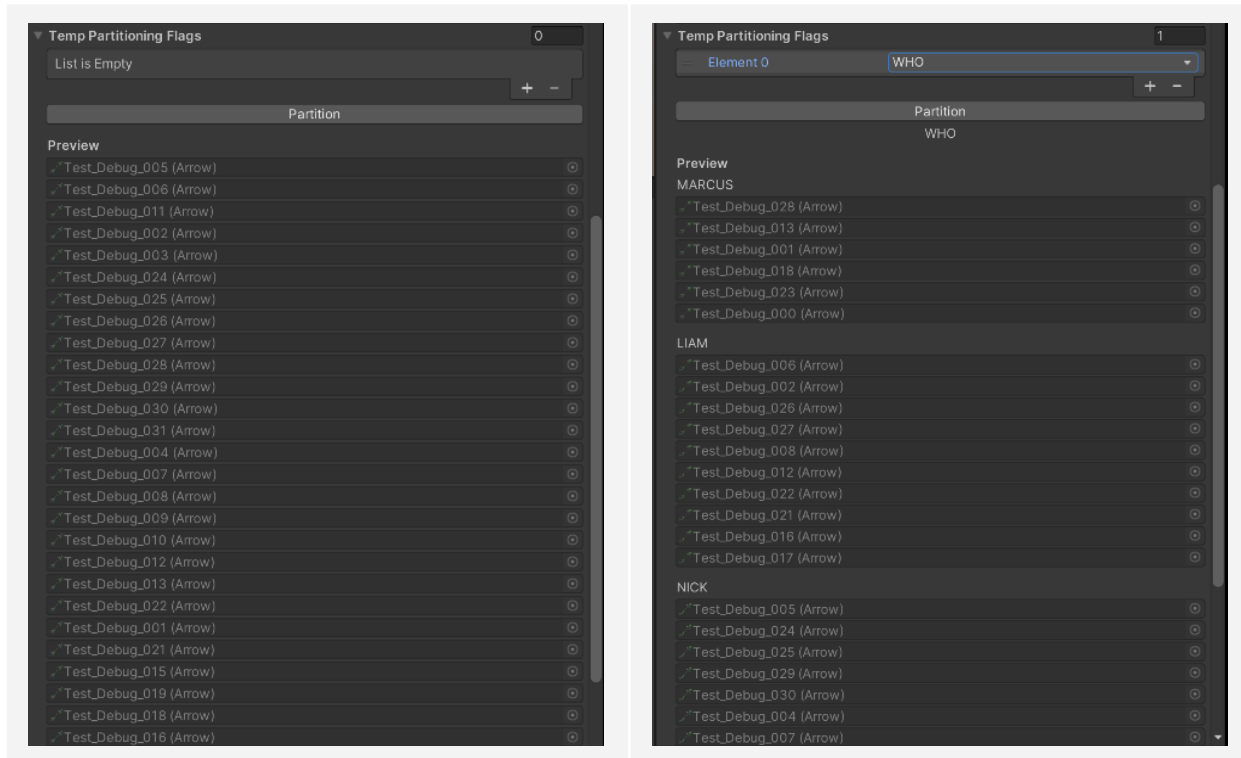 Temp Partitioning Flags 0
List is Empty
+ −
Partition
Preview
Test_Debug_005 (Arrow)
Test_Debug_006 (Arrow)
Test_Debug_011 (Arrow)
Test_Debug_002 (Arrow)
Test_Debug_003 (Arrow)
Test_Debug_024 (Arrow)
Test_Debug_025 (Arrow)
Test_Debug_026 (Arrow)
Test_Debug_027 (Arrow)
Test_Debug_028 (Arrow)
Test_Debug_029 (Arrow)
Test_Debug_030 (Arrow)
Test_Debug_031 (Arrow)
Test_Debug_004 (Arrow)
Test_Debug_007 (Arrow)
Test_Debug_008 (Arrow)
Test_Debug_009 (Arrow)
Test_Debug_010 (Arrow)
Test_Debug_012 (Arrow)
Test_Debug_013 (Arrow)
Test_Debug_022 (Arrow)
Test_Debug_001 (Arrow)
Test_Debug_021 (Arrow)
Test_Debug_015 (Arrow)
Test_Debug_019 (Arrow)
Test_Debug_018 (Arrow)
Test_Debug_016 (Arrow)
Temp Partitioning Flags 1
Element 0 WHO
+ −
Partition
WHO
Preview
MARCUS
Test_Debug_028 (Arrow)
Test_Debug_013 (Arrow)
Test_Debug_001 (Arrow)
Test_Debug_018 (Arrow)
Test_Debug_023 (Arrow)
Test_Debug_000 (Arrow)
LIAM
Test_Debug_006 (Arrow)
Test_Debug_002 (Arrow)
Test_Debug_026 (Arrow)
Test_Debug_027 (Arrow)
Test_Debug_008 (Arrow)
Test_Debug_012 (Arrow)
Test_Debug_022 (Arrow)
Test_Debug_021 (Arrow)
Test_Debug_016 (Arrow)
Test_Debug_017 (Arrow)
NICK
Test_Debug_005 (Arrow)
Test_Debug_024 (Arrow)
Test_Debug_025 (Arrow)
Test_Debug_029 (Arrow)
Test_Debug_030 (Arrow)
Test_Debug_004 (Arrow)
Test_Debug_007 (Arrow)